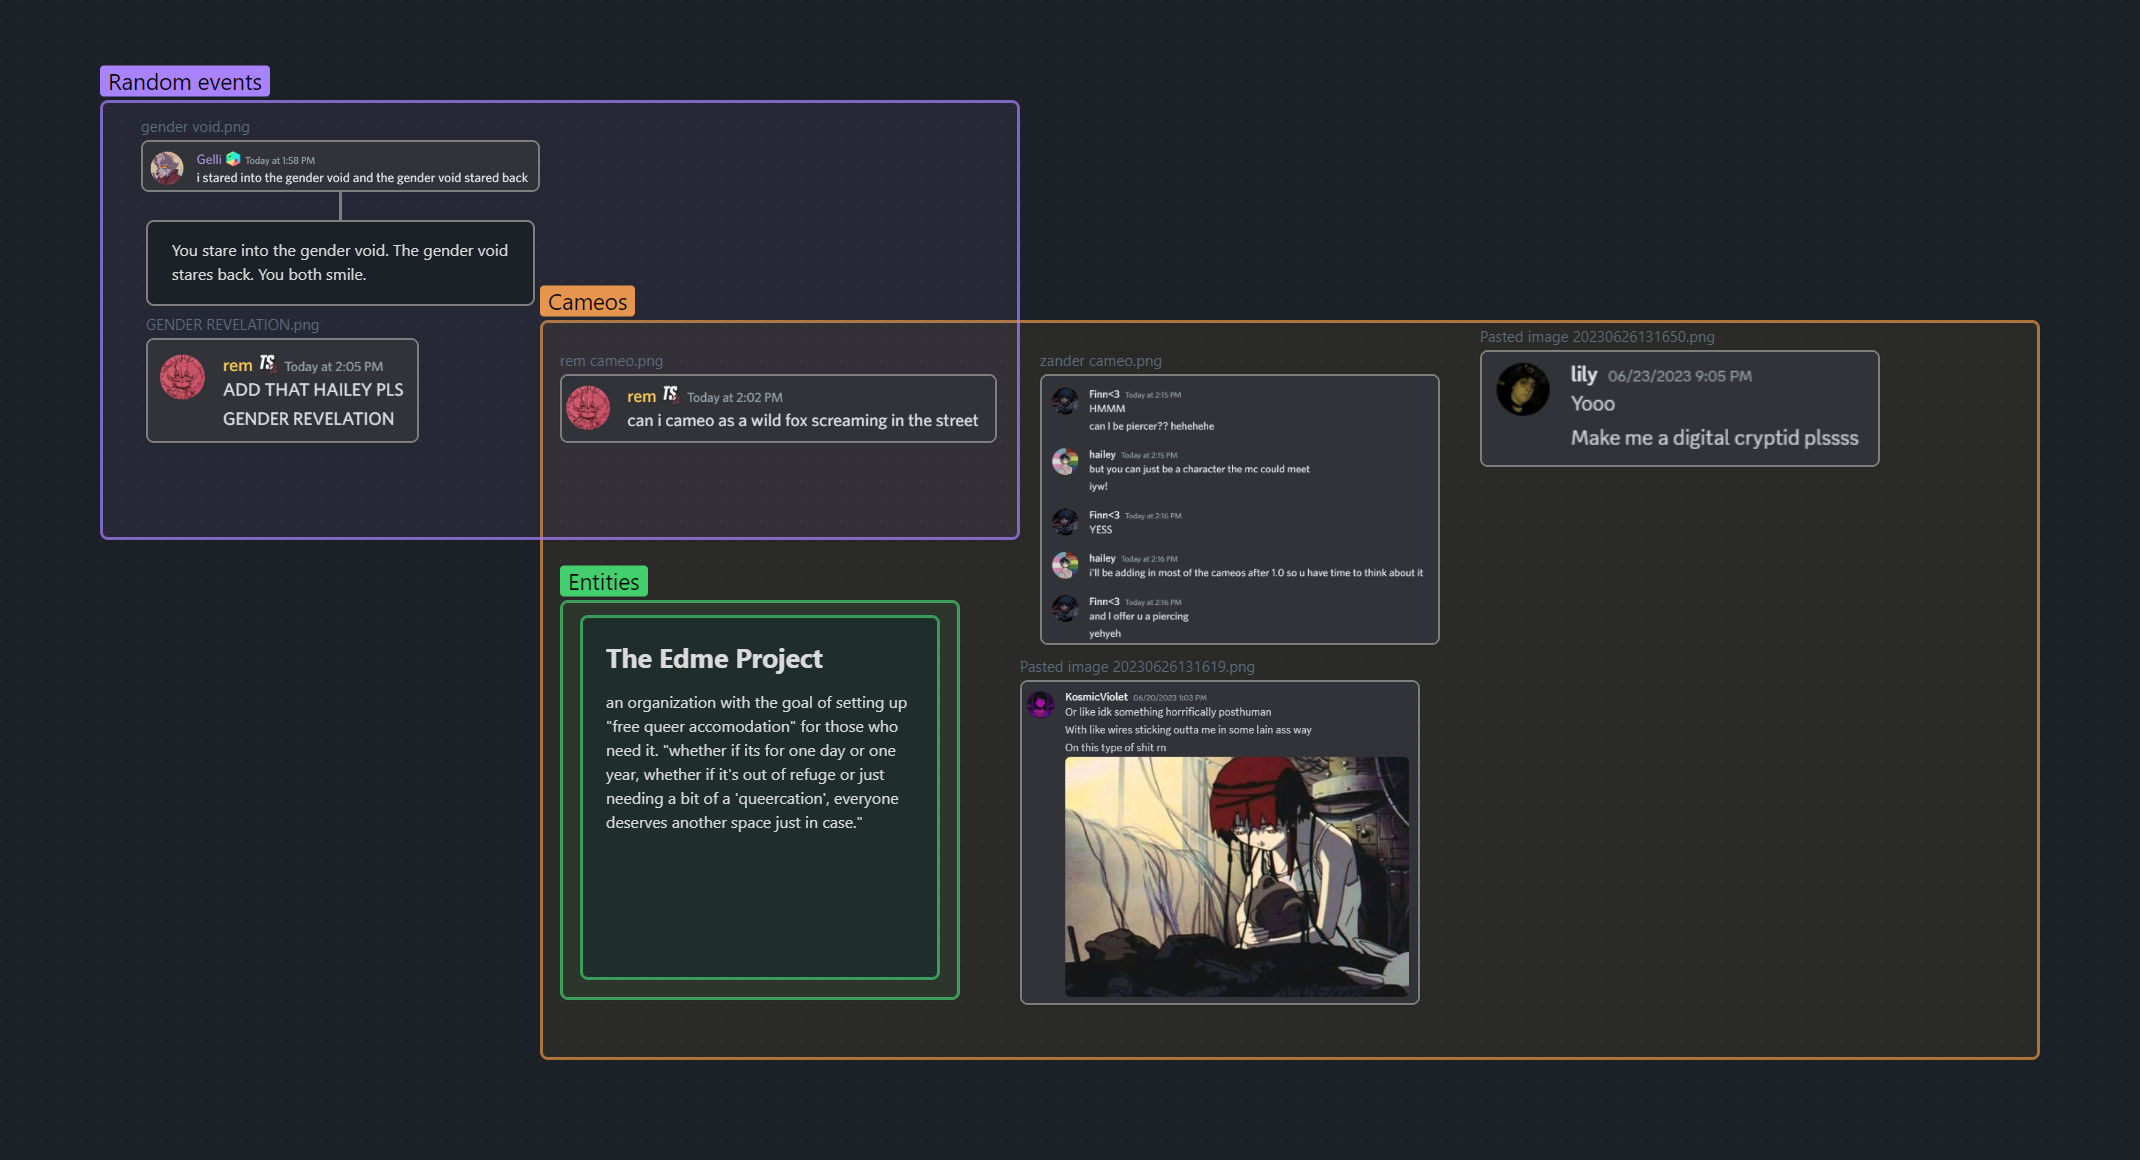 Random events
gender void.png
Gelli Today at 1:58 PM
i stared into the gender void and the gender void stared back
You stare into the gender void. The gender void
stares back. You both smile.
GENDER REVELATION.png
rem TS Today at 2:05 PM
ADD THAT HAILEY PLS
GENDER REVELATION
Cameos
rem cameo.png
rem TS Today at 2:02 PM
can i cameo as a wild fox screaming in the street
zander cameo.png
Finn<3 Today at 2:15 PM
HMMM
can I be piercer?? hehehehe
hailey Today at 2:15 PM
but you can just be a character the mc could meet
iyw!
Finn<3 Today at 2:16 PM
YESS
hailey Today at 2:16 PM
i'll be adding in most of the cameos after 1.0 so u have time to think about it
Finn<3 Today at 2:16 PM
and I offer u a piercing
yehyeh
Pasted image 20230626131650.png
lily 06/23/2023 9:05 PM
Yooo
Make me a digital cryptid plssss
Entities
The Edme Project
an organization with the goal of setting up
"free queer accomodation" for those who
need it. "whether if its for one day or one
year, whether if it's out of refuge or just
needing a bit of a 'queercation', everyone
deserves another space just in case."
Pasted image 20230626131619.png
KosmicViolet 06/20/2023 1:03 PM
Or like idk something horrifically posthuman
With like wires sticking outta me in some lain ass way
On this type of shit rn